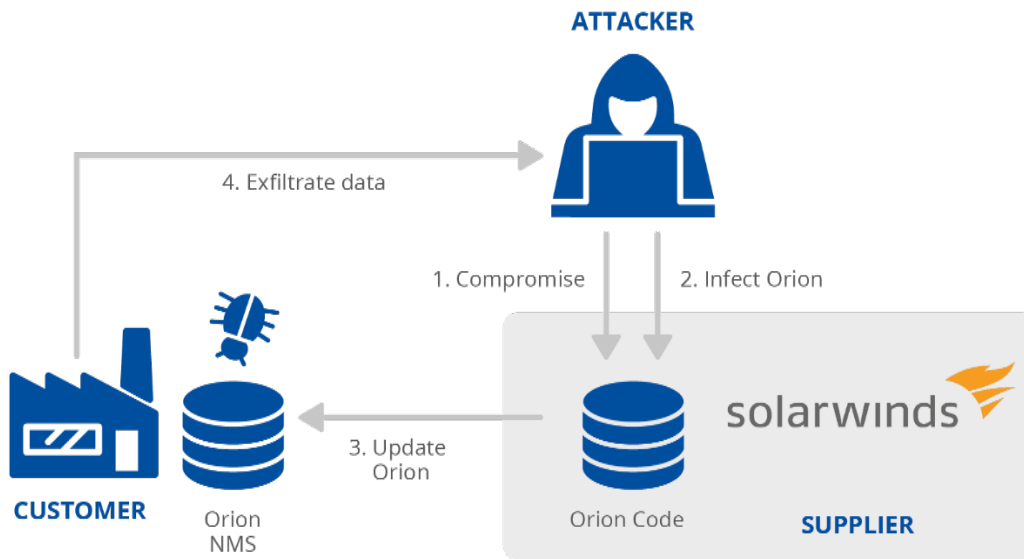 ATTACKER
4. Exfiltrate data
1. Compromise
2. Infect Orion
solarwinds
3. Update
Orion
CUSTOMER
Orion
NMS
Orion Code
SUPPLIER